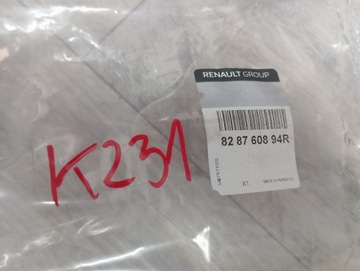 RENAULT GROUP
82 87 608 94R
X1
K231